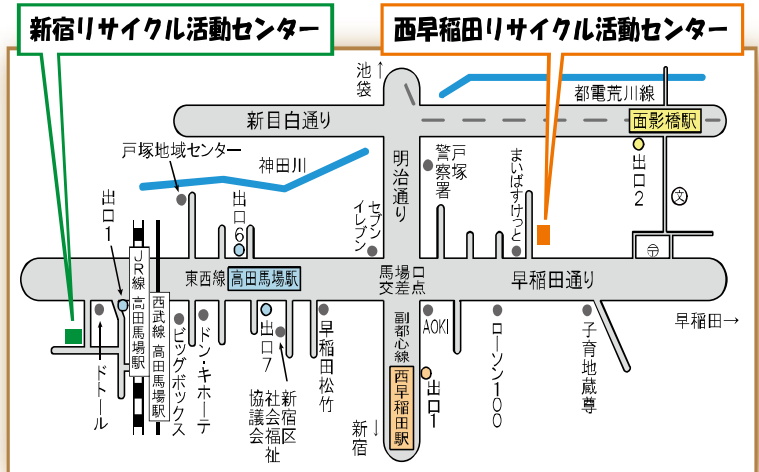 新宿リサイクル活動センター
西早稲田リサイクル活動センター
池袋↑
都電荒川線
新目白通り
面影橋駅
戸塚地域センター
神田川
明治通り
戸塚警察署
まいばすけっと
出口2
文
出口1
出口6
セブンイレブン
〒
JR線 高田馬場駅
西武線 高田馬場駅
東西線
高田馬場駅
馬場口交差点
早稲田通り
早稲田→
ドトール
ビッグボックス
ドン・キホーテ
出口7
新宿区社会福祉協議会
早稲田松竹
副都心線
西早稲田駅
AOKI
出口1
ローソン100
子育地蔵尊
新宿↓